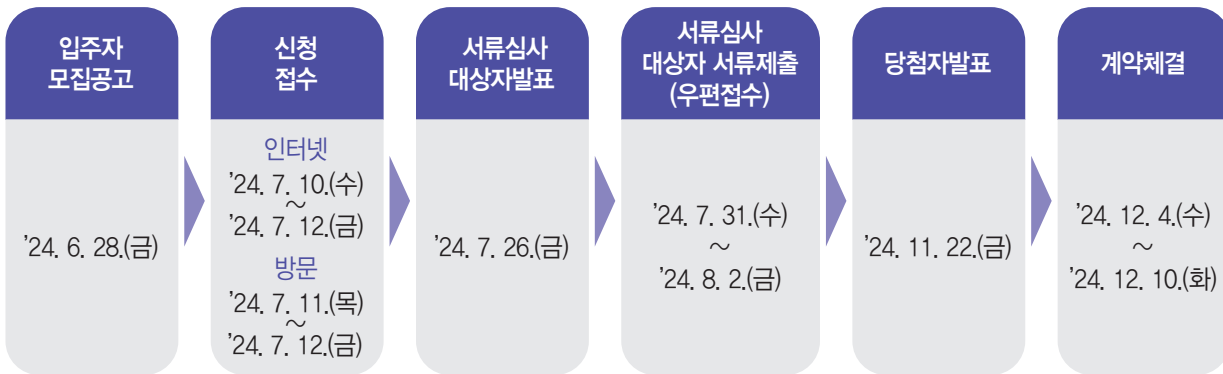 입주자
모집공고
’24. 6. 28.(금)
신청
접수
인터넷
’24. 7. 10.(수)
~
’24. 7. 12.(금)
방문
’24. 7. 11.(목)
~
’24. 7. 12.(금)
서류심사
대상자발표
’24. 7. 26.(금)
서류심사
대상자 서류제출
(우편접수)
’24. 7. 31.(수)
~
’24. 8. 2.(금)
당첨자발표
’24. 11. 22.(금)
계약체결
’24. 12. 4.(수)
~
’24. 12. 10.(화)